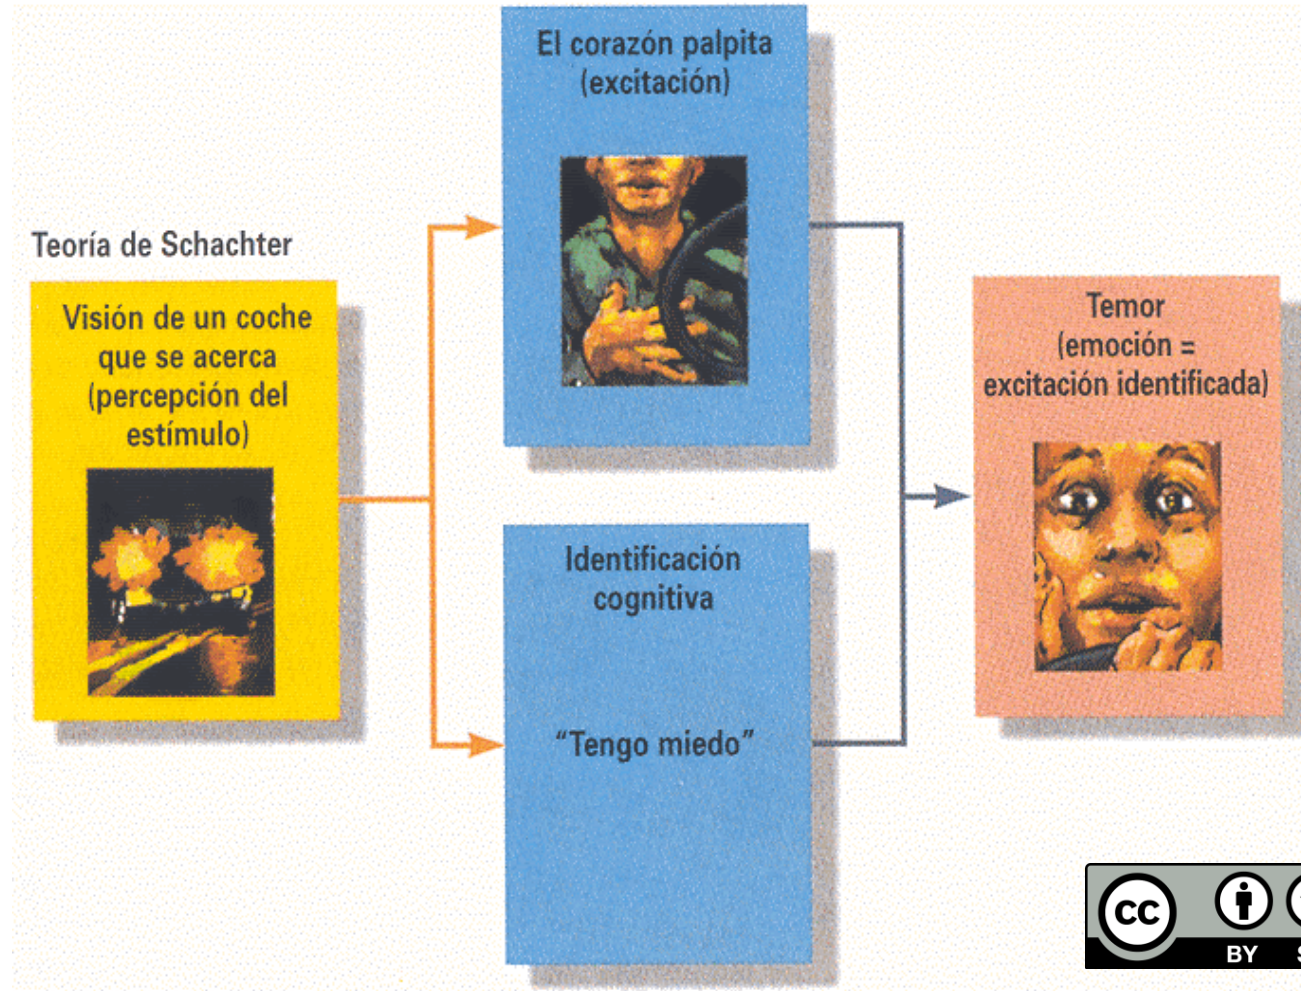 Teoría de Schachter
Visión de un coche
que se acerca
(percepción del
estímulo)
El corazón palpita
(excitación)
Identificación
cognitiva
“Tengo miedo”
Temor
(emoción =
excitación identificada)
cc
BY